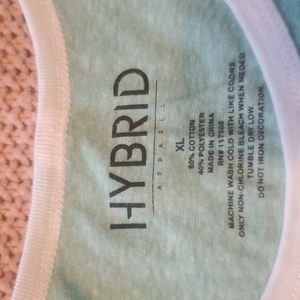 HYBRID
APPAREL
XL
60% COTTON
40% POLYESTER
MADE IN CHINA
RN# 117508
MACHINE WASH COLD WITH LIKE COLORS.
ONLY NON-CHLORINE BLEACH WHEN NEEDED.
TUMBLE DRY LOW.
DO NOT IRON DECORATION.